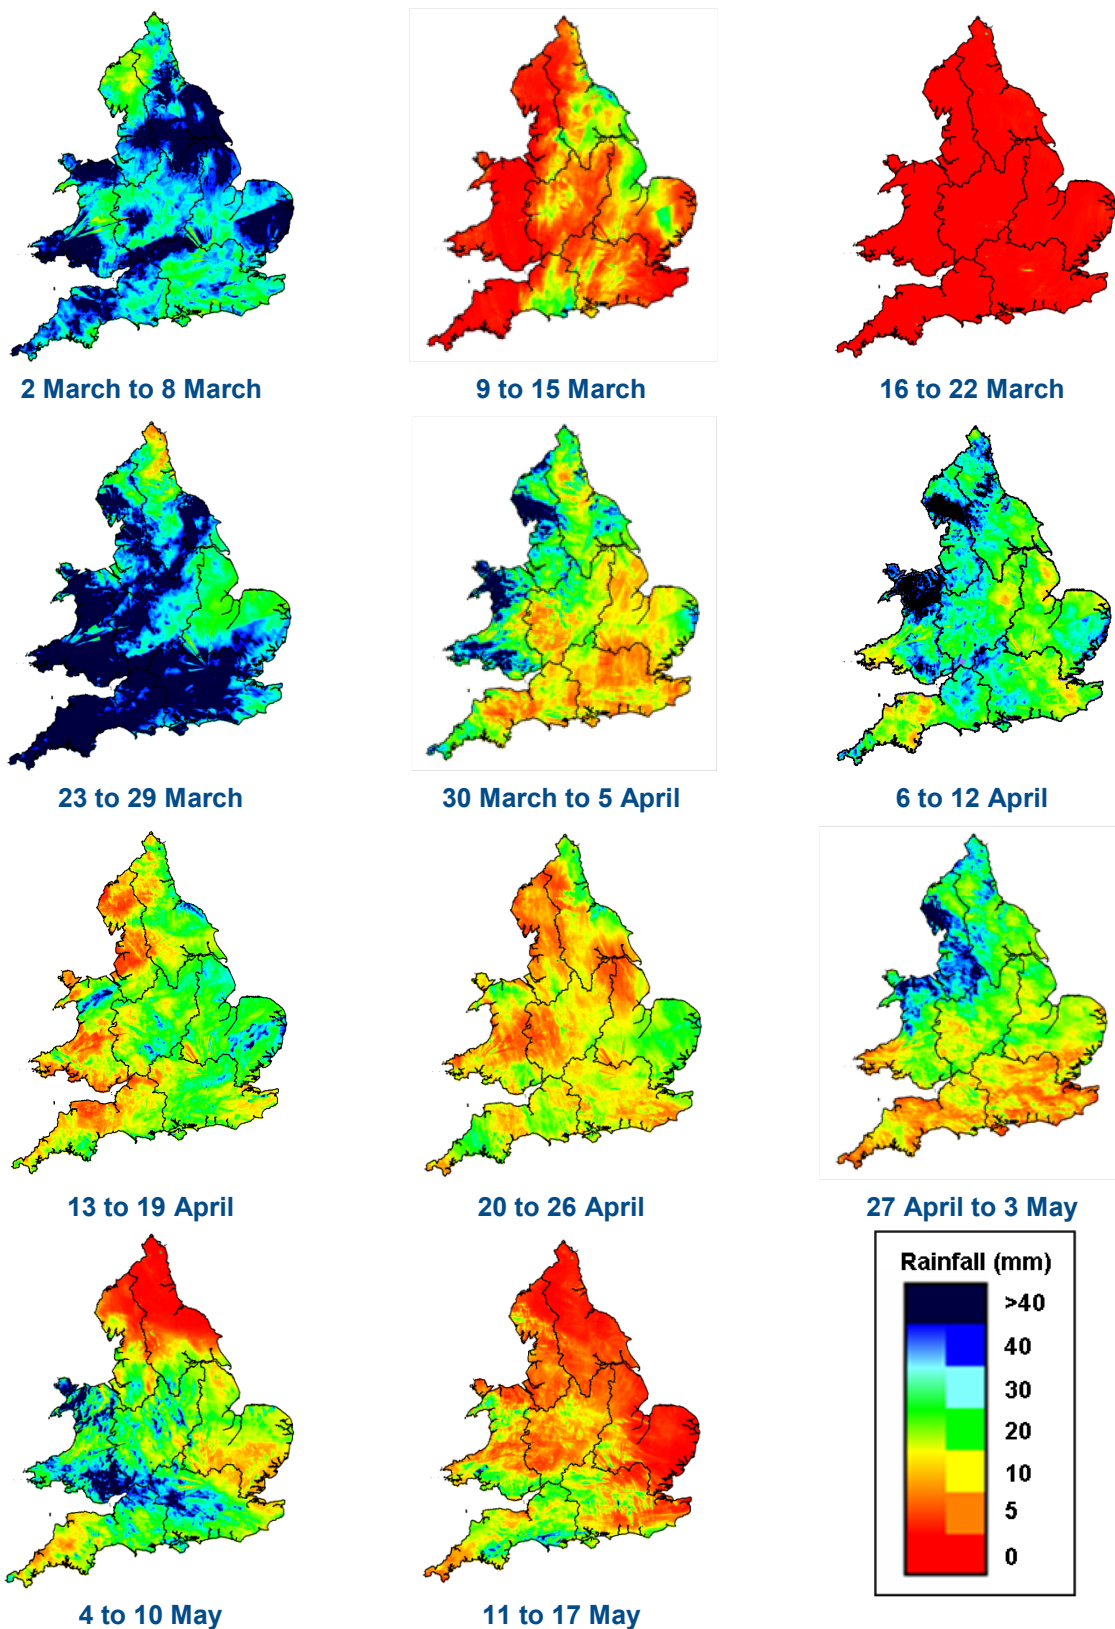 2 March to 8 March
9 to 15 March
16 to 22 March
23 to 29 March
30 March to 5 April
6 to 12 April
13 to 19 April
20 to 26 April
27 April to 3 May
Rainfall (mm)
>40
40
30
20
10
5
0
4 to 10 May
11 to 17 May